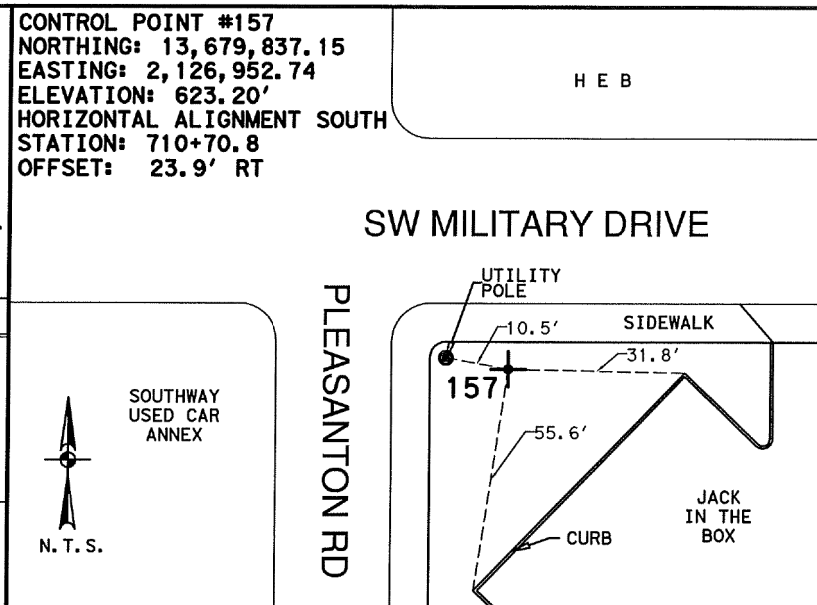 CONTROL POINT #157
NORTHING: 13,679,837.15
EASTING: 2,126,952.74
ELEVATION: 623.20'
HORIZONTAL ALIGNMENT SOUTH
STATION: 710+70.8
OFFSET: 23.9' RT
H E B
SW MILITARY DRIVE
UTILITY
POLE
10.5'
SIDEWALK
31.8'
157
PLEASANTON RD
SOUTHWAY
USED CAR
ANNEX
55.6'
JACK
IN THE
BOX
CURB
N.T.S.